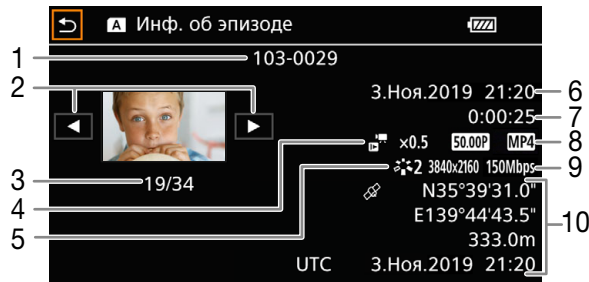 A Инф. об эпизоде
1 103-0029
2
3.Ноя.2019 21:20 6
0:00:25 7
4 ×0.5 50.00P MP4 8
5 2 3840x2160 150Mbps 9
3 19/34
N35°39'31.0"
E139°44'43.5" 10
333.0m
UTC 3.Ноя.2019 21:20